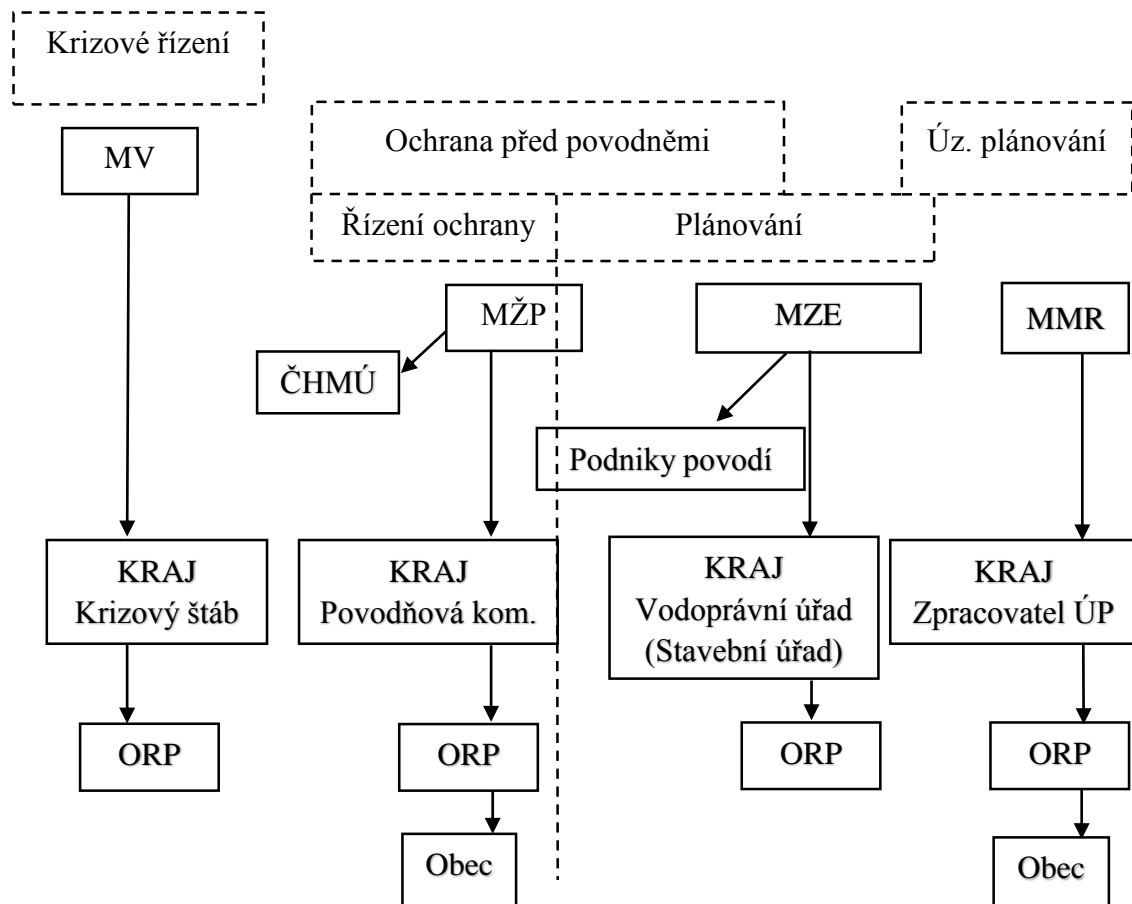 Krizové řízení
MV
Ochrana před povodněmi
Úz. plánování
Řízení ochrany
Plánování
MŽP
MZE
MMR
ČHMÚ
Podniky povodí
KRAJ
Krizový štáb
KRAJ
Povodňová kom.
KRAJ
Vodoprávní úřad
(Stavební úřad)
KRAJ
Zpracovatel ÚP
ORP
ORP
ORP
ORP
Obec
Obec